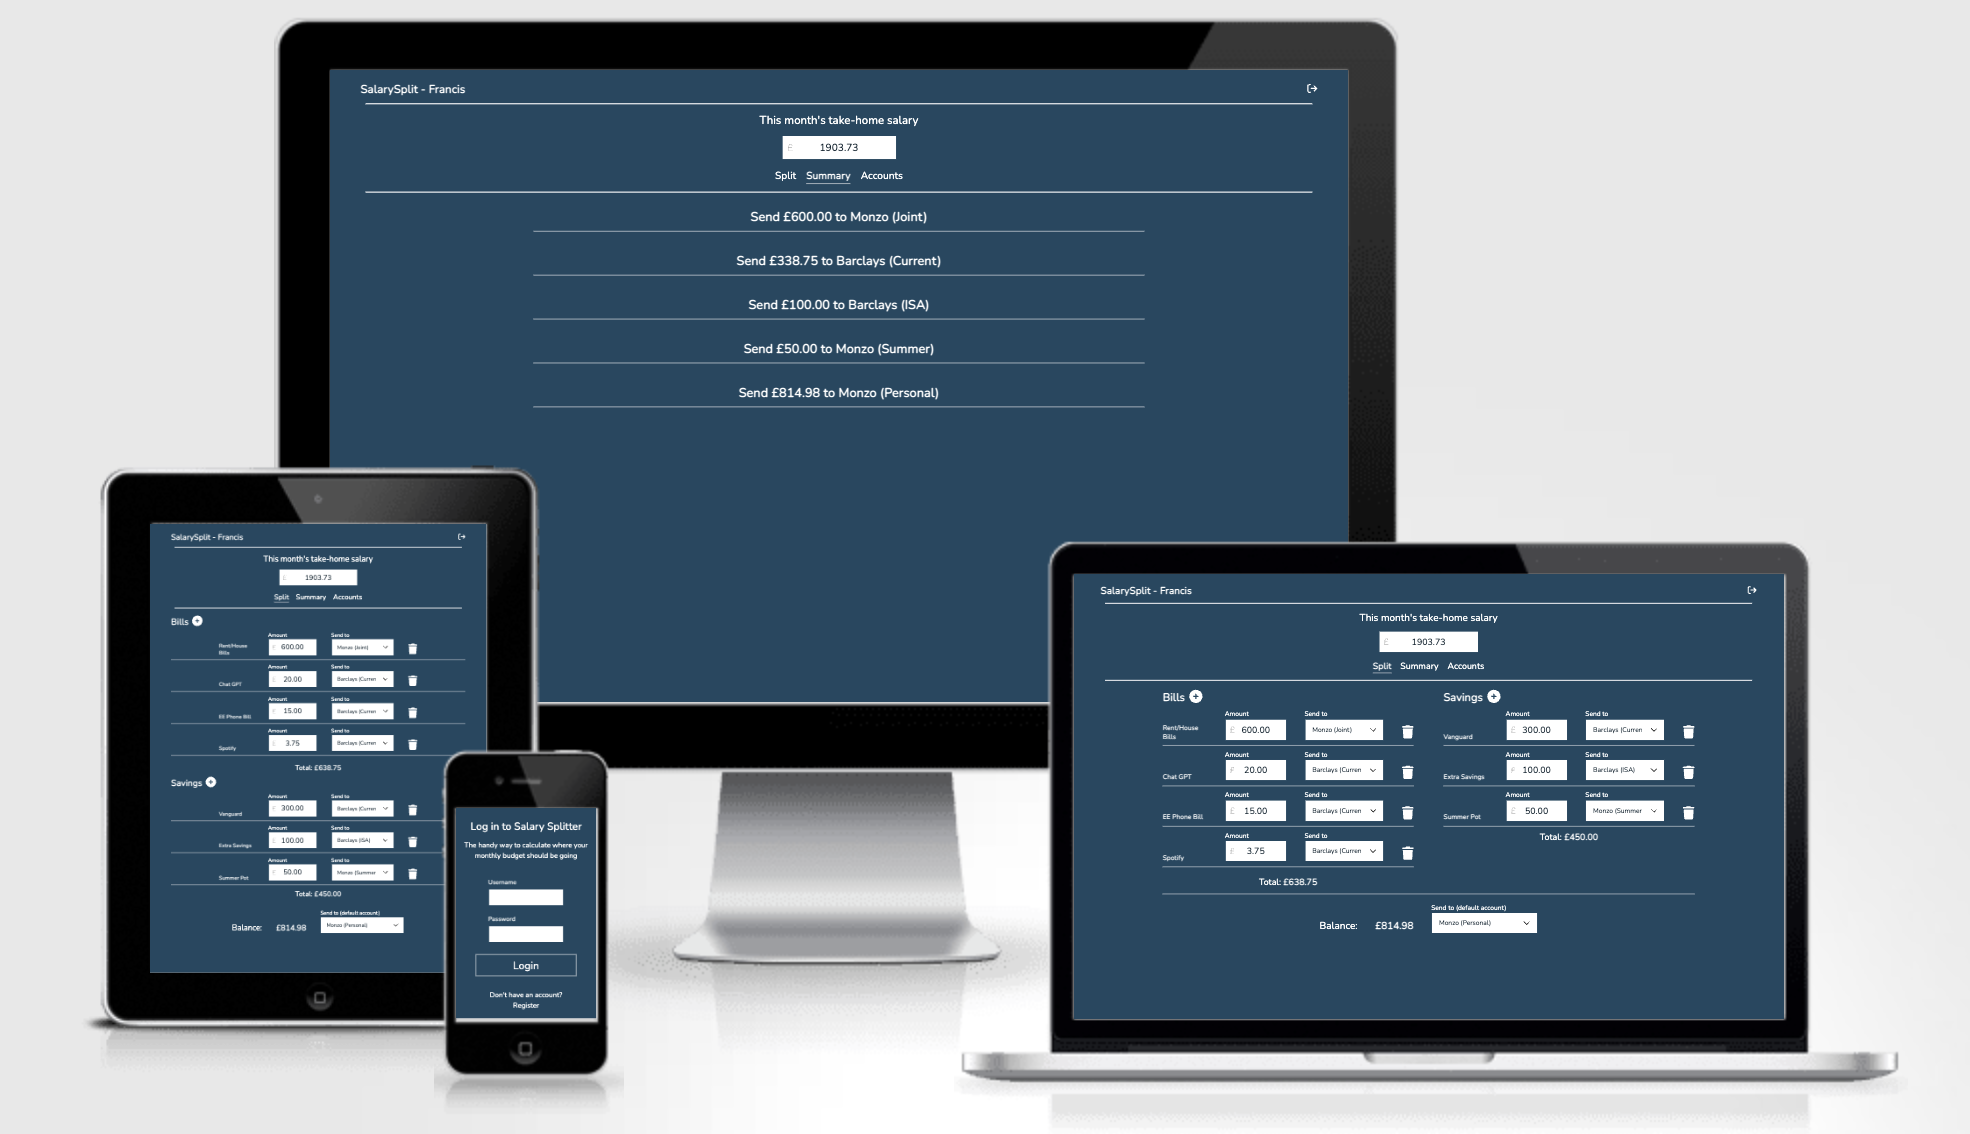 SalarySplit - Francis
This month's take-home salary
£ 1903.73
Split Summary Accounts
Send £600.00 to Monzo (Joint)
Send £338.75 to Barclays (Current)
Send £100.00 to Barclays (ISA)
Send £50.00 to Monzo (Summer)
Send £814.98 to Monzo (Personal)
SalarySplit - Francis
This month's take-home salary
£ 1903.73
Split Summary Accounts
Bills
Amount Send to
Rent/House
Bills
£ 600.00 Monzo (Joint)
Amount Send to
Chat GPT £ 20.00 Barclays (Curren
Amount Send to
EE Phone Bill £ 15.00 Barclays (Curren
Amount Send to
Spotify £ 3.75 Barclays (Curren
Total: £638.75
Savings
Amount Send to
Vanguard £ 300.00 Barclays (Curren
Amount Send to
Extra Savings £ 100.00 Barclays (ISA)
Amount Send to
Summer Pot £ 50.00 Monzo (Summer
Total: £450.00
Send to (default account)
Balance: £814.98 Monzo (Personal)
Log in to Salary Splitter
The handy way to calculate where your
monthly budget should be going
Username
Password
Login
Don't have an account?
Register
SalarySplit - Francis
This month's take-home salary
£ 1903.73
Split Summary Accounts
Bills
Amount Send to
Rent/House
Bills
£ 600.00 Monzo (Joint)
Amount Send to
Chat GPT £ 20.00 Barclays (Curren
Amount Send to
EE Phone Bill £ 15.00 Barclays (Curren
Amount Send to
Spotify £ 3.75 Barclays (Curren
Total: £638.75
Savings
Amount Send to
Vanguard £ 300.00 Barclays (Curren
Amount Send to
Extra Savings £ 100.00 Barclays (ISA)
Amount Send to
Summer Pot £ 50.00 Monzo (Summer
Total: £450.00
Send to (default account)
Balance: £814.98 Monzo (Personal)